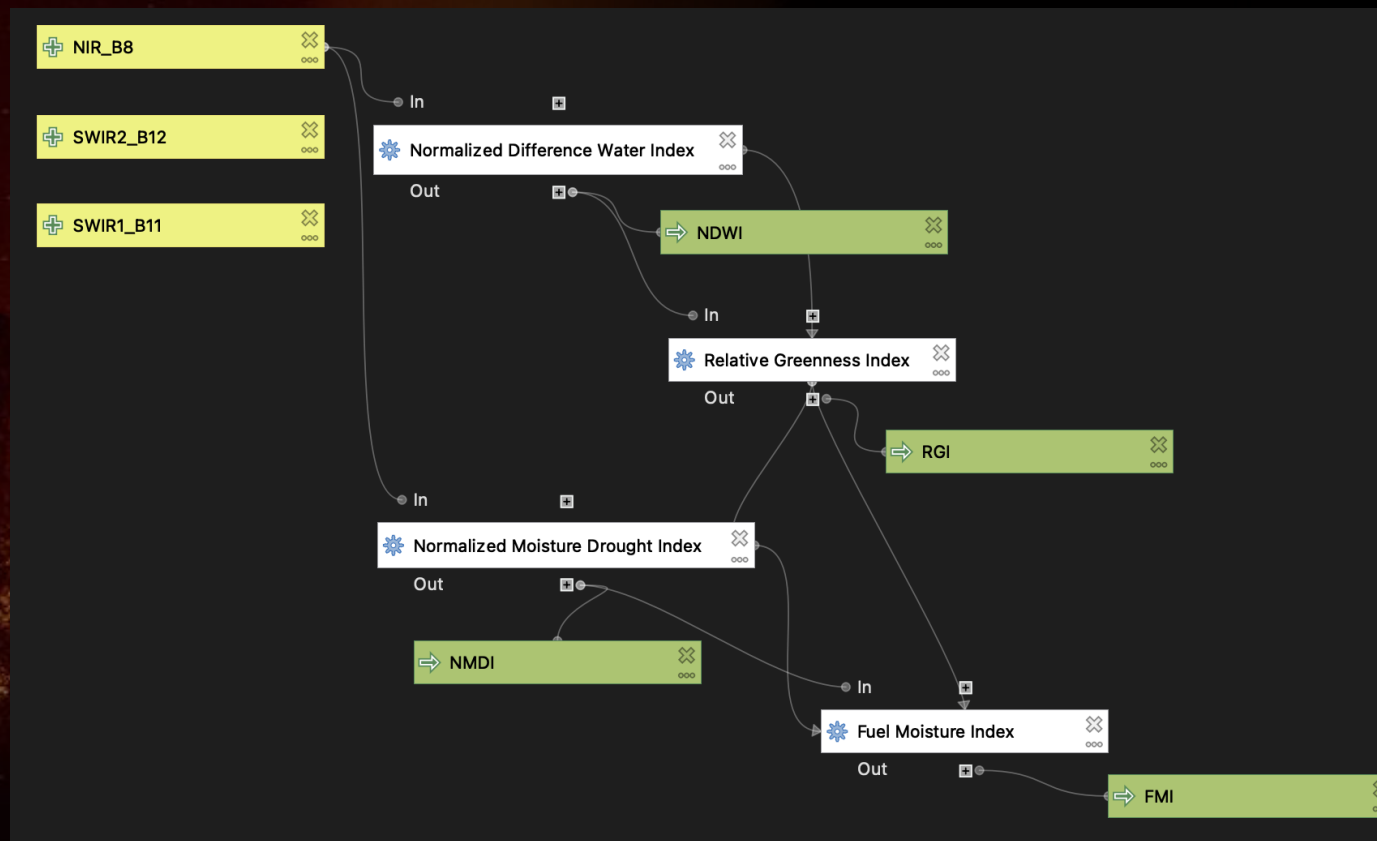 NIR_B8
In
SWIR2_B12
Normalized Difference Water Index
Out
SWIR1_B11
NDWI
In
Relative Greenness Index
Out
RGI
In
Normalized Moisture Drought Index
Out
NMDI
In
Fuel Moisture Index
Out
FMI